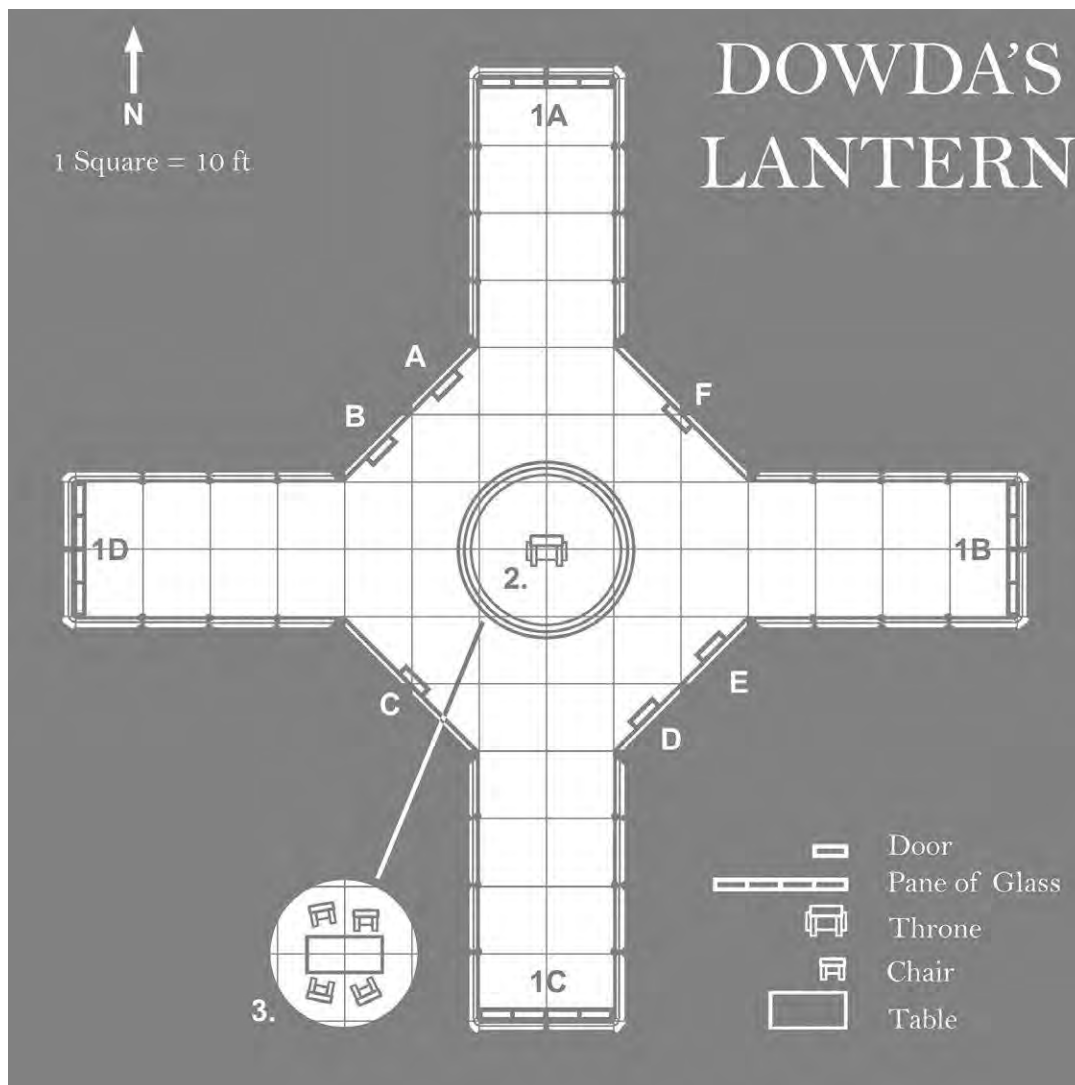 DOWDA'S
LANTERN
N
1 Square = 10 ft
1A
A
B
F
1D
1B
2.
C
E
D
1C
3.
Door
Pane of Glass
Throne
Chair
Table